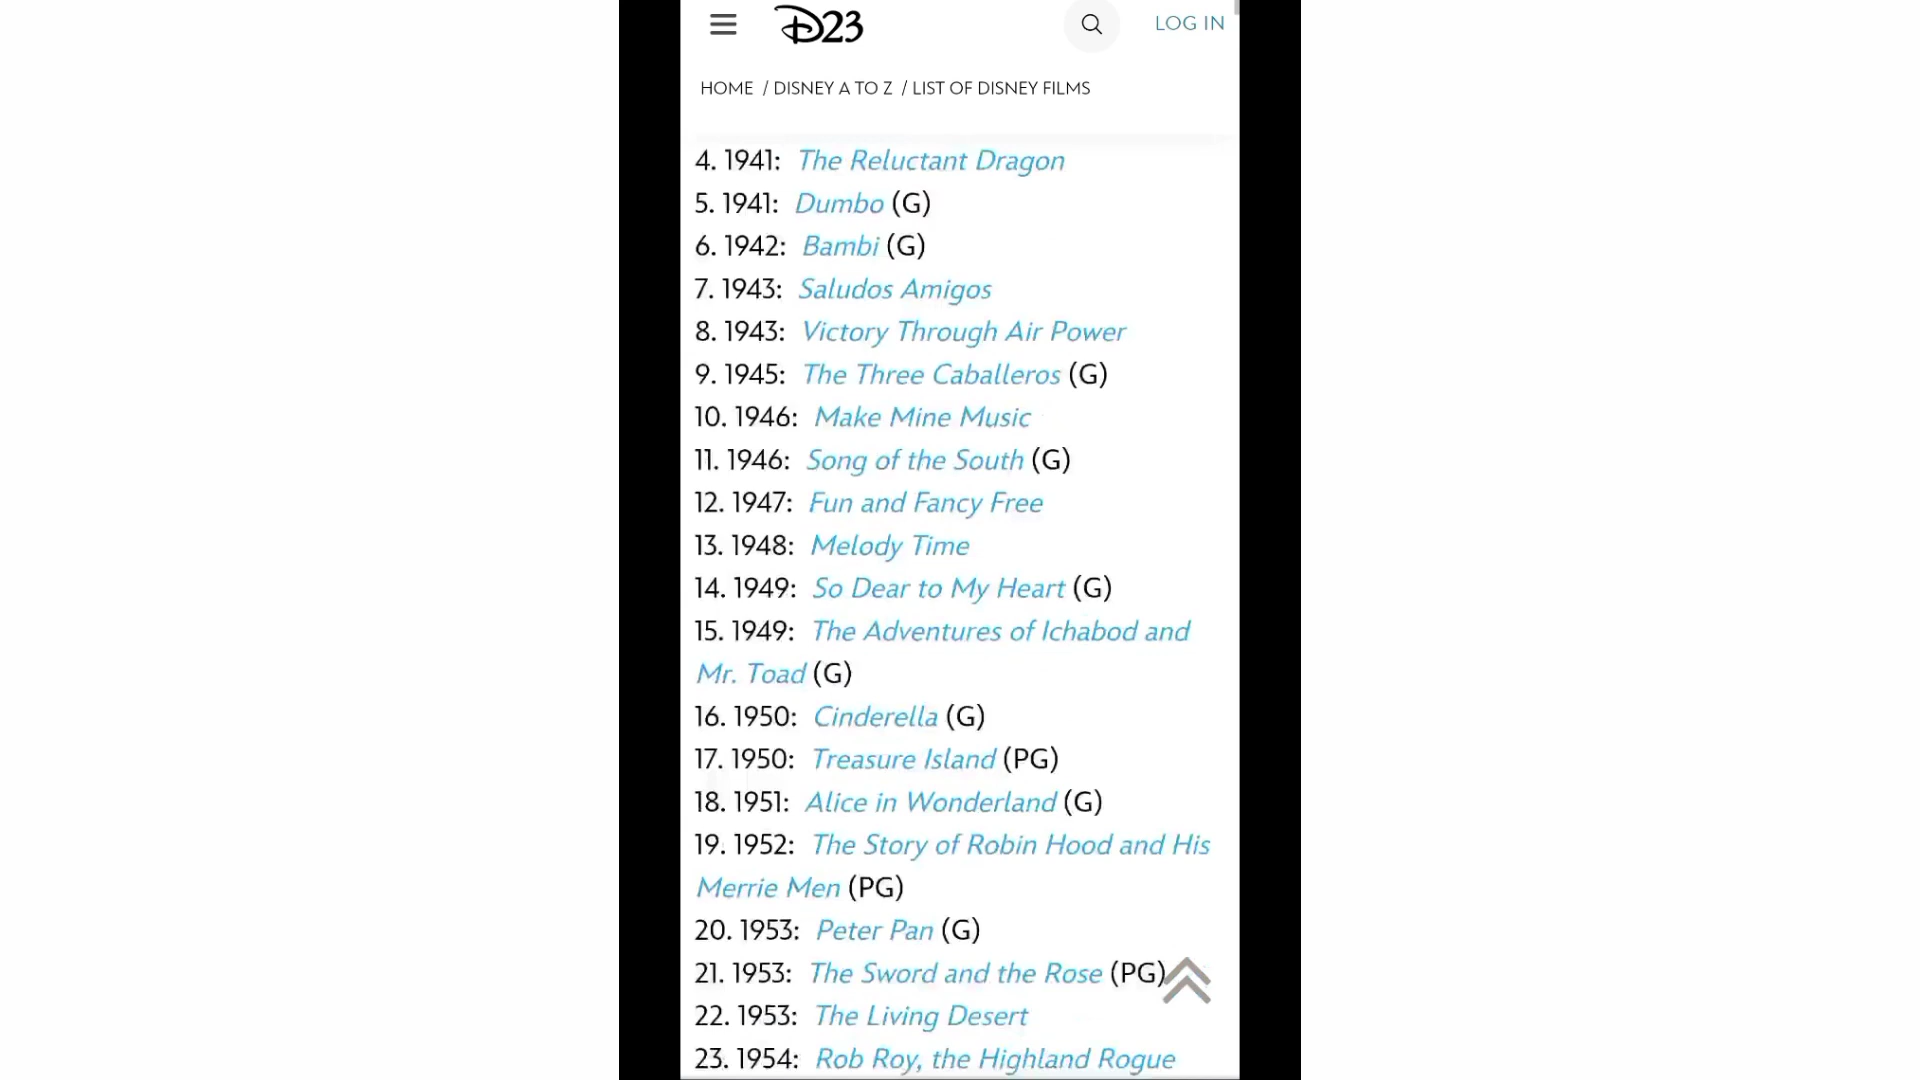 D23
LOG IN
HOME / DISNEY A TO Z / LIST OF DISNEY FILMS
4. 1941: The Reluctant Dragon
5. 1941: Dumbo (G)
6. 1942: Bambi (G)
7. 1943: Saludos Amigos
8. 1943: Victory Through Air Power
9. 1945: The Three Caballeros (G)
10. 1946: Make Mine Music
11. 1946: Song of the South (G)
12. 1947: Fun and Fancy Free
13. 1948: Melody Time
14. 1949: So Dear to My Heart (G)
15. 1949: The Adventures of Ichabod and
Mr. Toad (G)
16. 1950: Cinderella (G)
17. 1950: Treasure Island (PG)
18. 1951: Alice in Wonderland (G)
19. 1952: The Story of Robin Hood and His
Merrie Men (PG)
20. 1953: Peter Pan (G)
21. 1953: The Sword and the Rose (PG)
22. 1953: The Living Desert
23. 1954: Rob Roy, the Highland Rogue